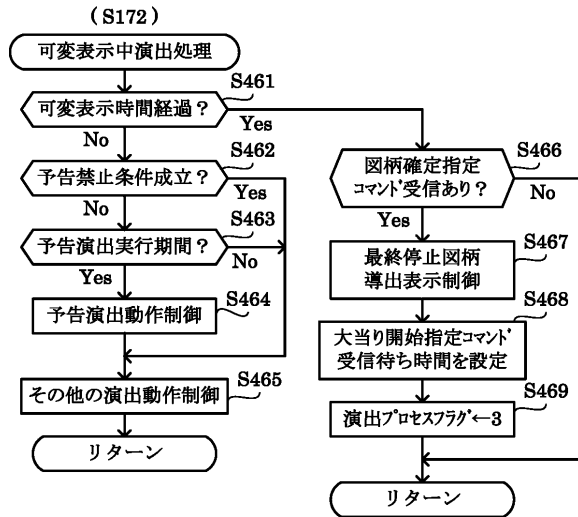 (S172)
可変表示中演出処理
可変表示時間経過?
S461
Yes
No
予告禁止条件成立?
S462
Yes
No
予告演出実行期間?
S463
No
Yes
予告演出動作制御
S464
その他の演出動作制御
S465
リターン
図柄確定指定
コマンド受信あり?
S466
No
Yes
最終停止図柄
導出表示制御
S467
大当り開始指定コマンド
受信待ち時間を設定
S468
演出プロセスフラグ←3
S469
リターン